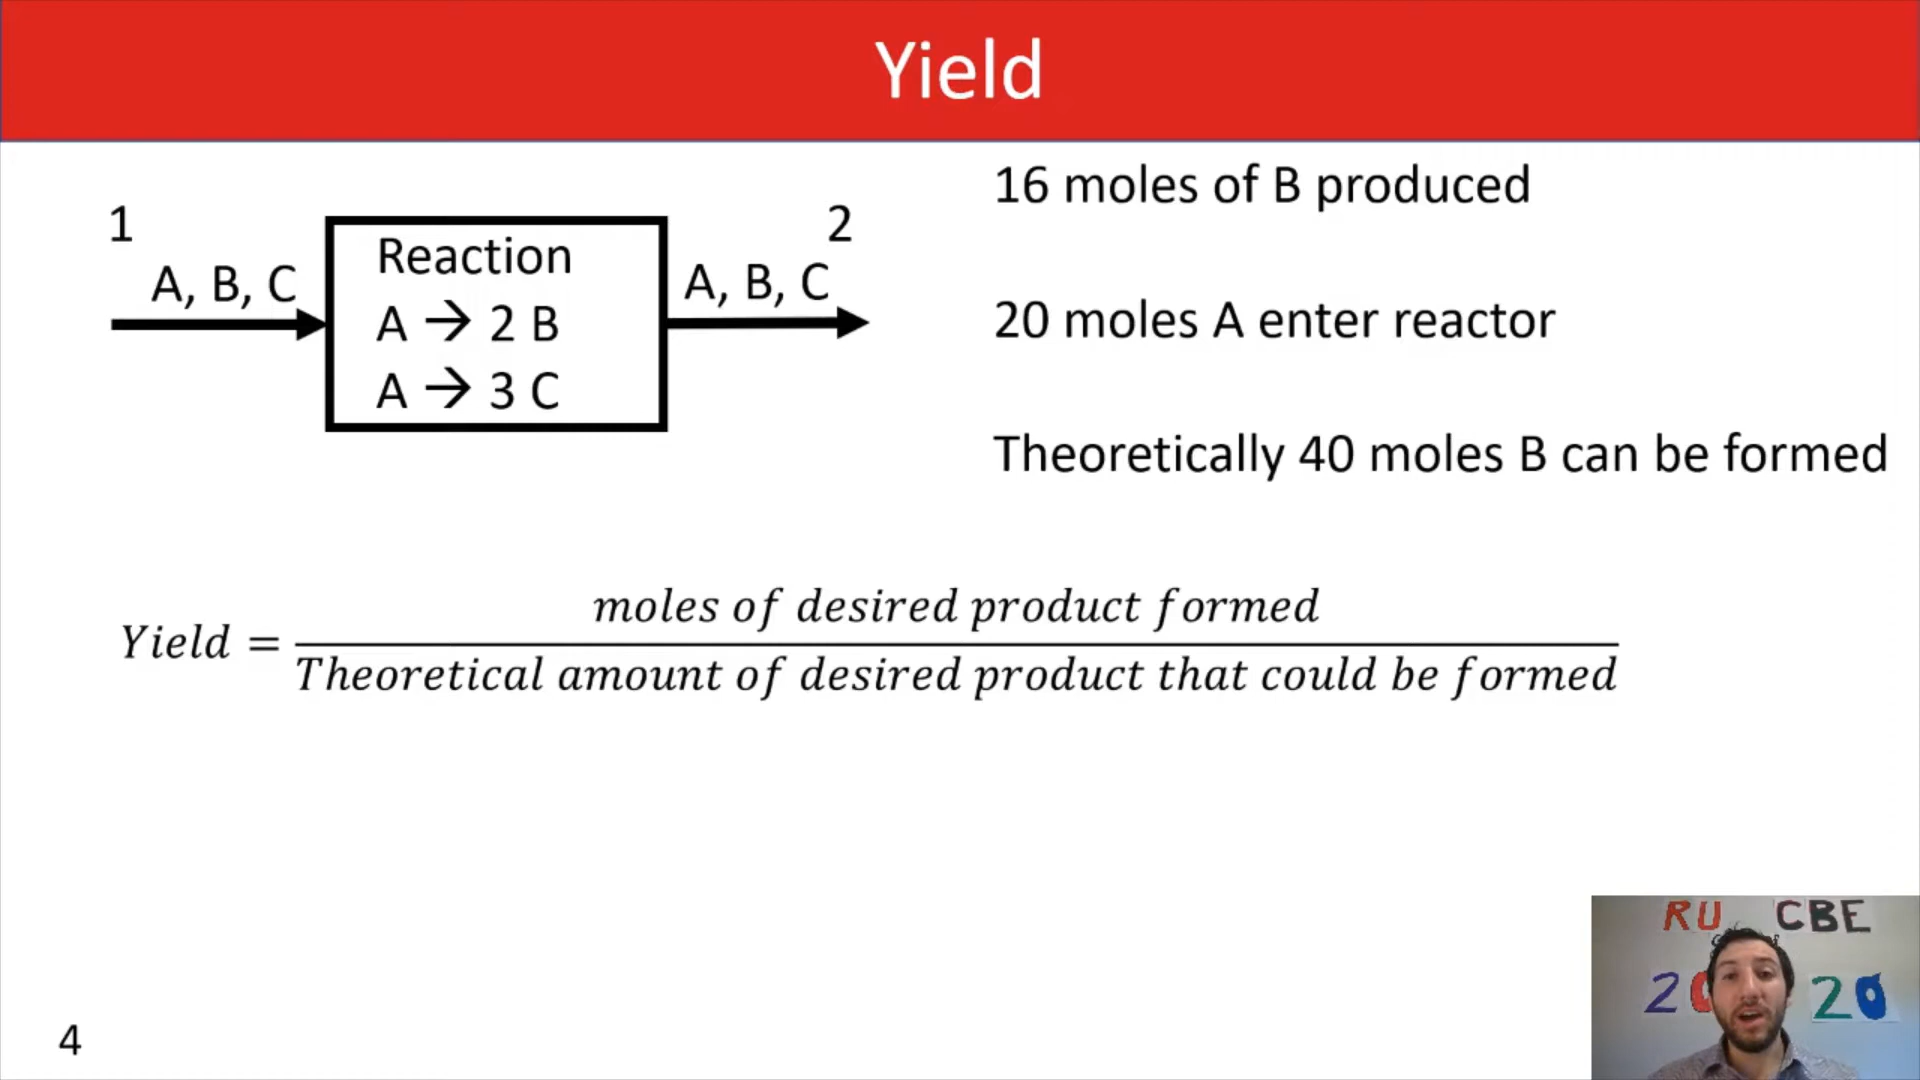 Yield
1
A, B, C
Reaction
A → 2 B
A → 3 C
2
A, B, C
16 moles of B produced
20 moles A enter reactor
Theoretically 40 moles B can be formed
Yield = moles of desired product formed
Theoretical amount of desired product that could be formed
RU CBE
20 20
4